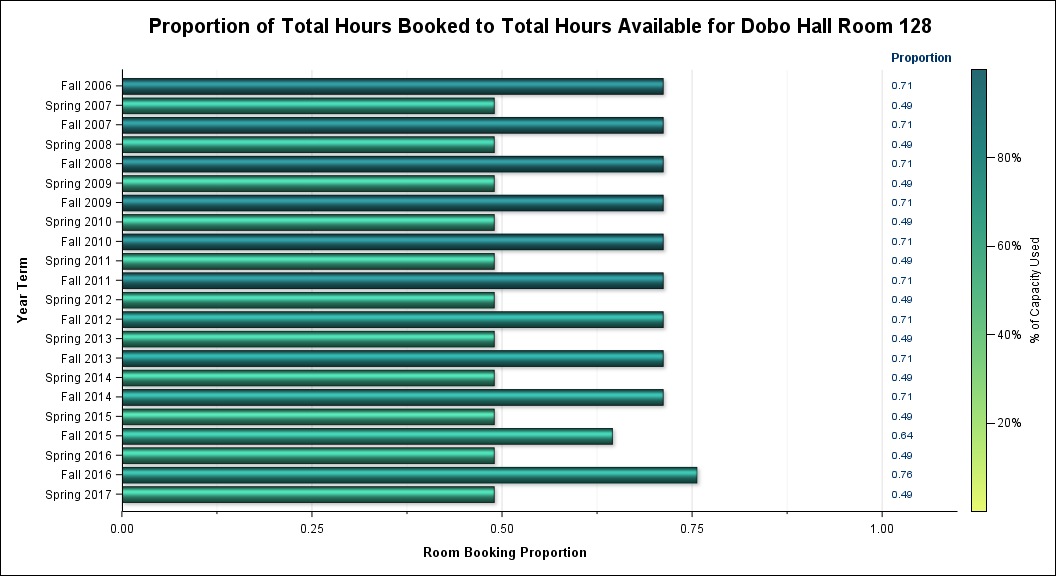 Proportion of Total Hours Booked to Total Hours Available for Dobo Hall Room 128
Proportion
Fall 2006 0.71
Spring 2007 0.49
Fall 2007 0.71
Spring 2008 0.49
Fall 2008 0.71
Spring 2009 0.49
Fall 2009 0.71
Spring 2010 0.49
Fall 2010 0.71
Spring 2011 0.49
Fall 2011 0.71
Spring 2012 0.49
Fall 2012 0.71
Spring 2013 0.49
Fall 2013 0.71
Spring 2014 0.49
Fall 2014 0.71
Spring 2015 0.49
Fall 2015 0.64
Spring 2016 0.49
Fall 2016 0.76
Spring 2017 0.49
Year Term
0.00 0.25 0.50 0.75 1.00
Room Booking Proportion
80%
60%
40%
20%
% of Capacity Used